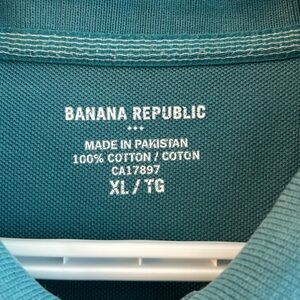 BANANA REPUBLIC
MADE IN PAKISTAN
100% COTTON / COTON
CA17897
XL / TG